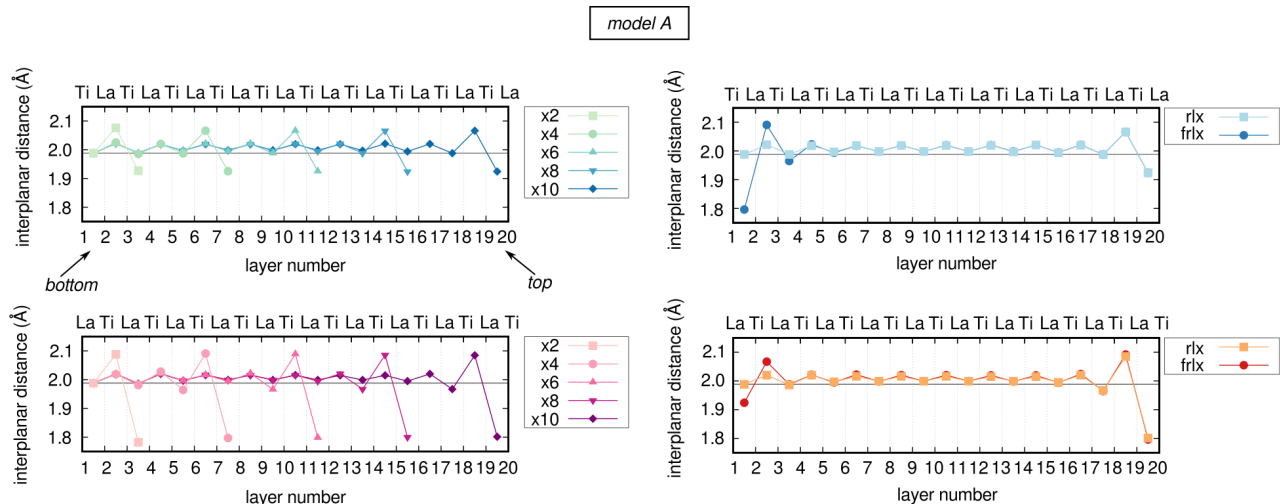 model A
interplanar distance (Å)
Ti La Ti La Ti La Ti La Ti La Ti La Ti La Ti La Ti La Ti La
2.1
2.0
1.9
1.8
1 2 3 4 5 6 7 8 9 10 11 12 13 14 15 16 17 18 19 20
layer number
bottom
top
x2
x4
x6
x8
x10
interplanar distance (Å)
Ti La Ti La Ti La Ti La Ti La Ti La Ti La Ti La Ti La Ti La
2.1
2.0
1.9
1.8
1 2 3 4 5 6 7 8 9 10 11 12 13 14 15 16 17 18 19 20
layer number
rlx
frlx
interplanar distance (Å)
La Ti La Ti La Ti La Ti La Ti La Ti La Ti La Ti La Ti La Ti
2.1
2.0
1.9
1.8
1 2 3 4 5 6 7 8 9 10 11 12 13 14 15 16 17 18 19 20
layer number
x2
x4
x6
x8
x10
interplanar distance (Å)
La Ti La Ti La Ti La Ti La Ti La Ti La Ti La Ti La Ti La Ti
2.1
2.0
1.9
1.8
1 2 3 4 5 6 7 8 9 10 11 12 13 14 15 16 17 18 19 20
layer number
rlx
frlx